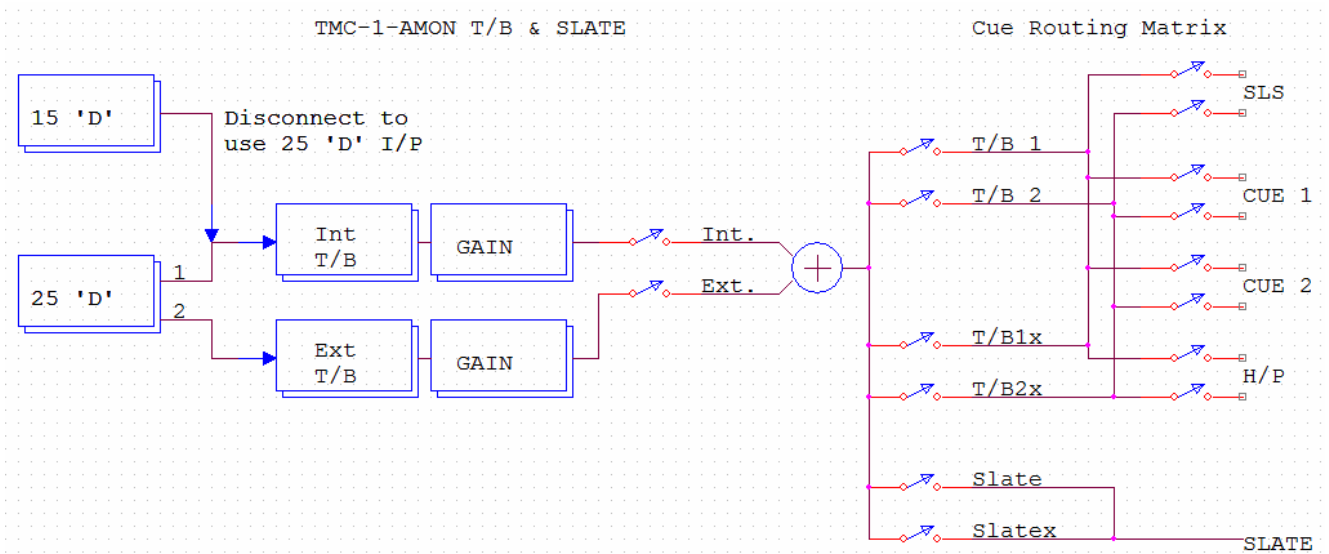 TMC-1-AMON T/B & SLATE
Cue Routing Matrix
15 'D'
Disconnect to
use 25 'D' I/P
SLS
T/B 1
T/B 2
CUE 1
Int
T/B
GAIN
Int.
25 'D'
1
2
Ext.
CUE 2
Ext
T/B
GAIN
T/B1x
T/B2x
H/P
Slate
Slatex
SLATE